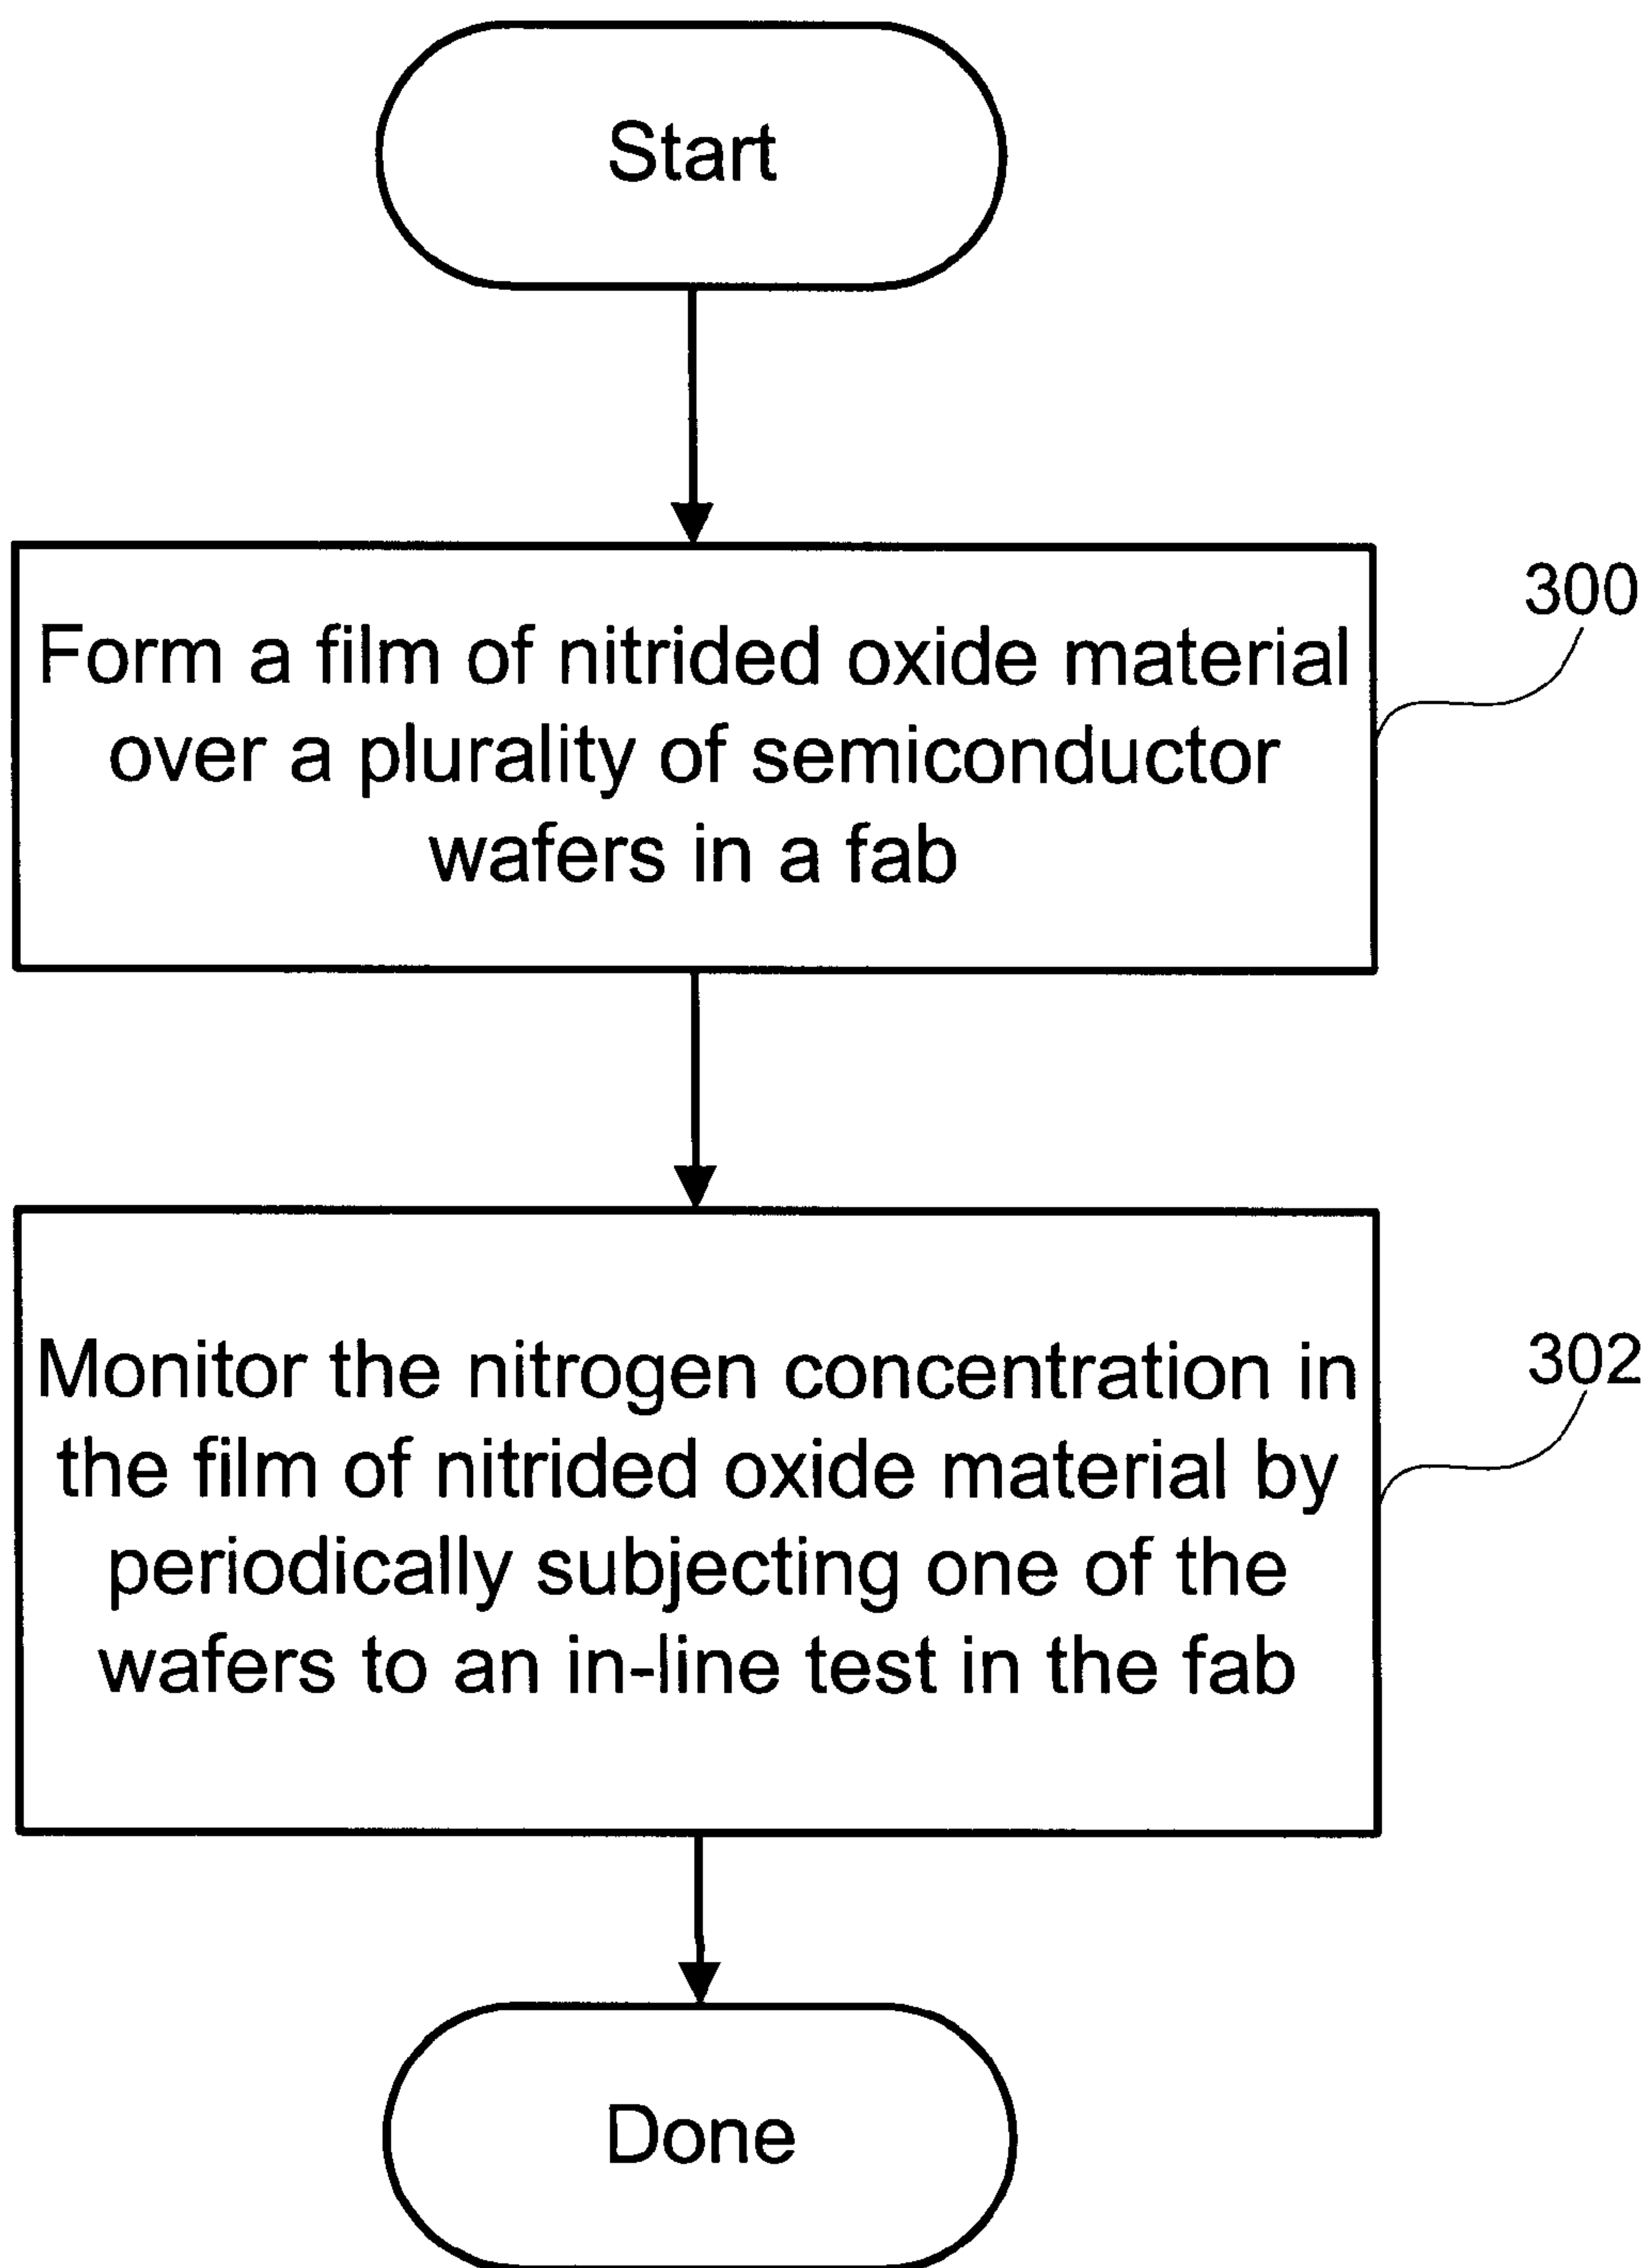 Start
300
Form a film of nitrided oxide material
over a plurality of semiconductor
wafers in a fab
302
Monitor the nitrogen concentration in
the film of nitrided oxide material by
periodically subjecting one of the
wafers to an in-line test in the fab
Done